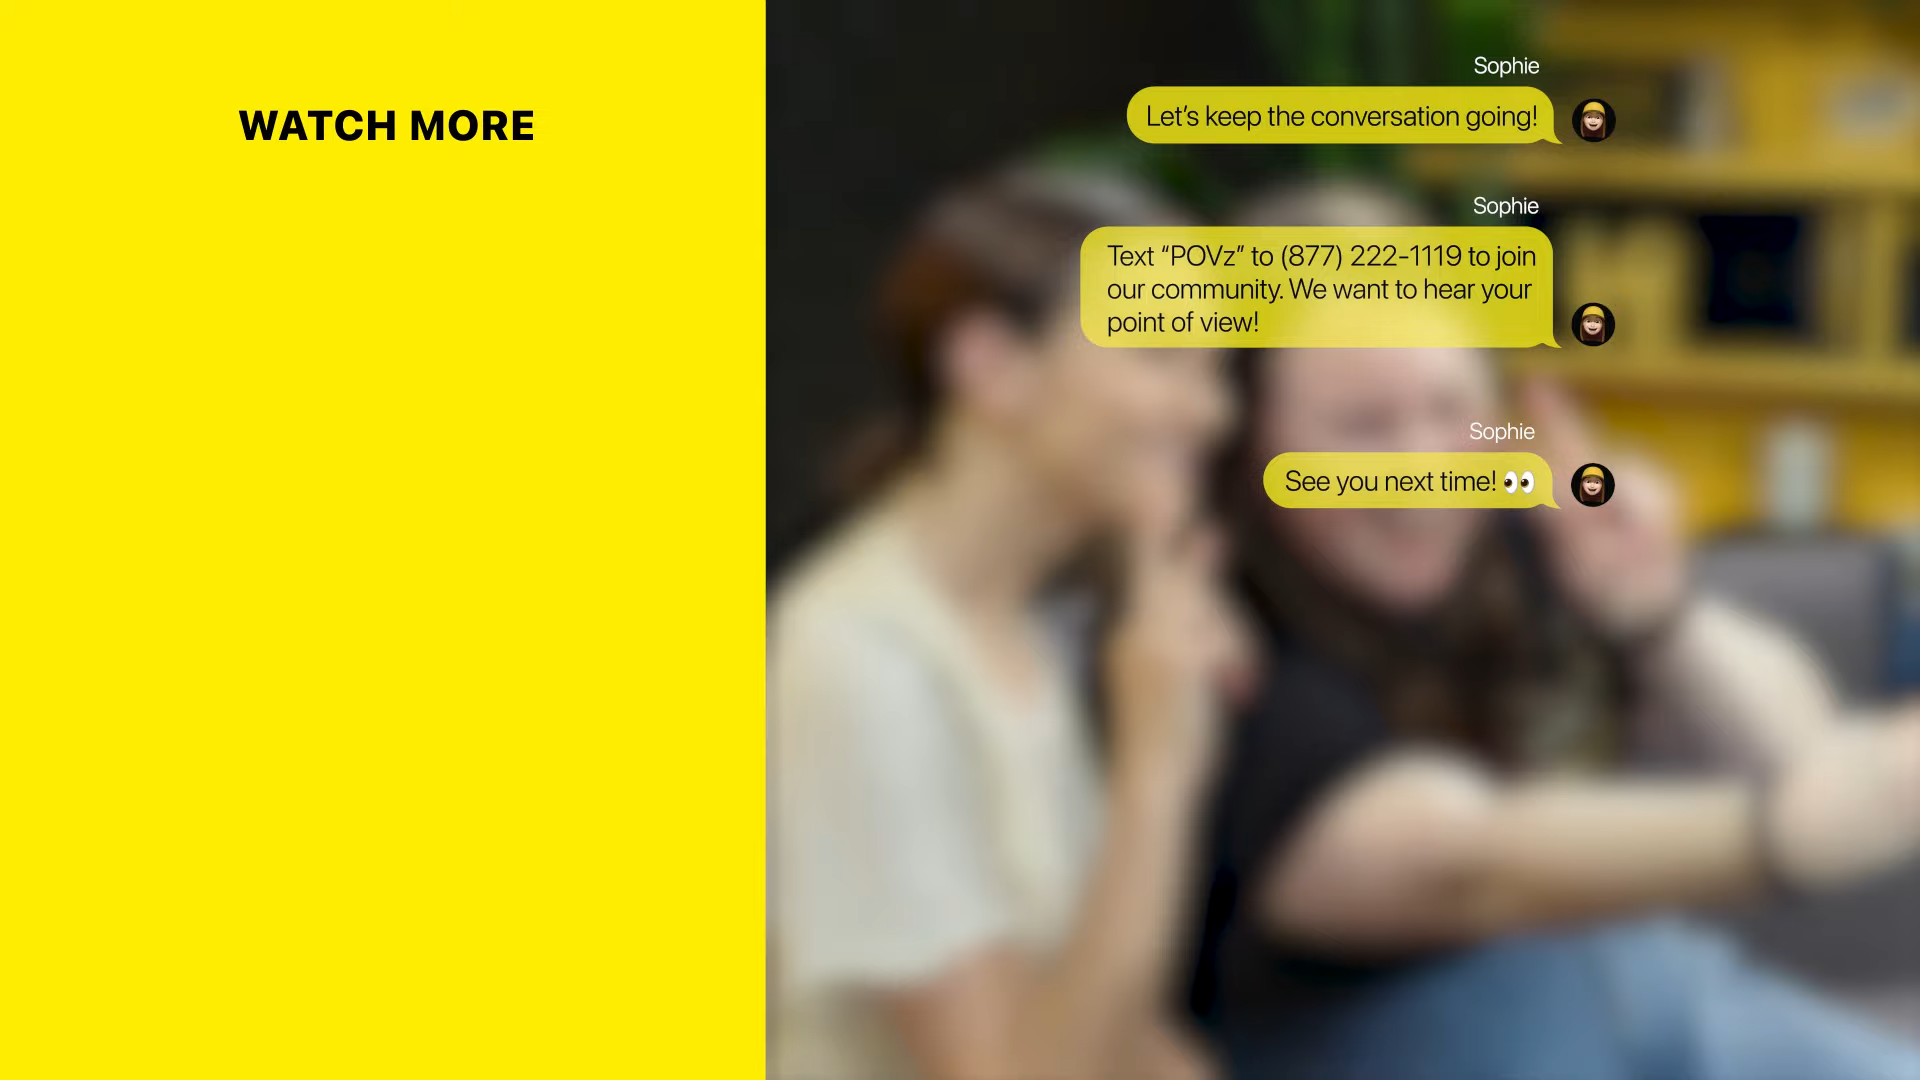 WATCH MORE
Sophie
Let’s keep the conversation going!
Sophie
Text “POVz” to (877) 222-1119 to join
our community. We want to hear your
point of view!
Sophie
See you next time! 👀